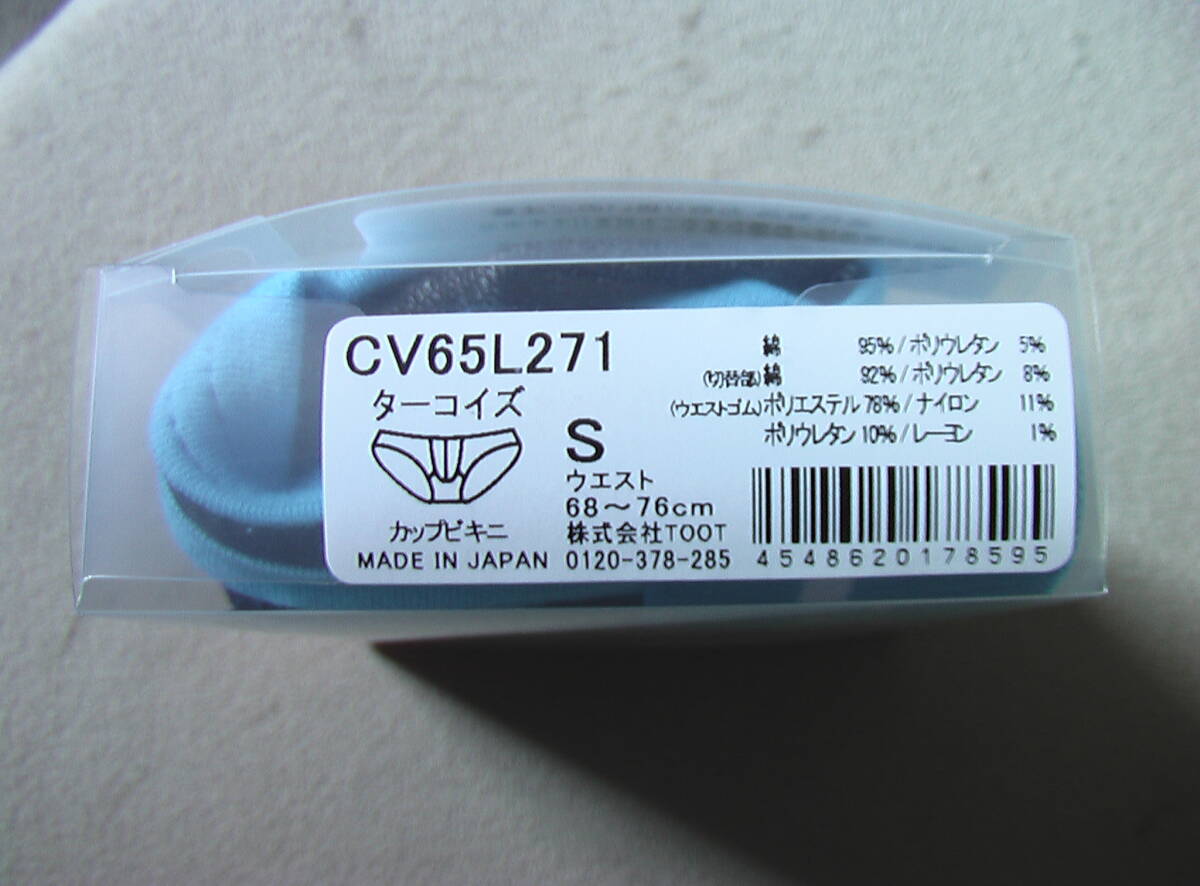 CV65L271
ターコイズ
カップビキニ
MADE IN JAPAN
S
ウエスト
68～76cm
株式会社TOOT
0120-378-285
綿 95%/ポリウレタン 5%
(切替部)綿 92%/ポリウレタン 8%
(ウエストゴム)ポリエステル 78%/ナイロン 11%
ポリウレタン 10%/レーヨン 1%
4548620178595